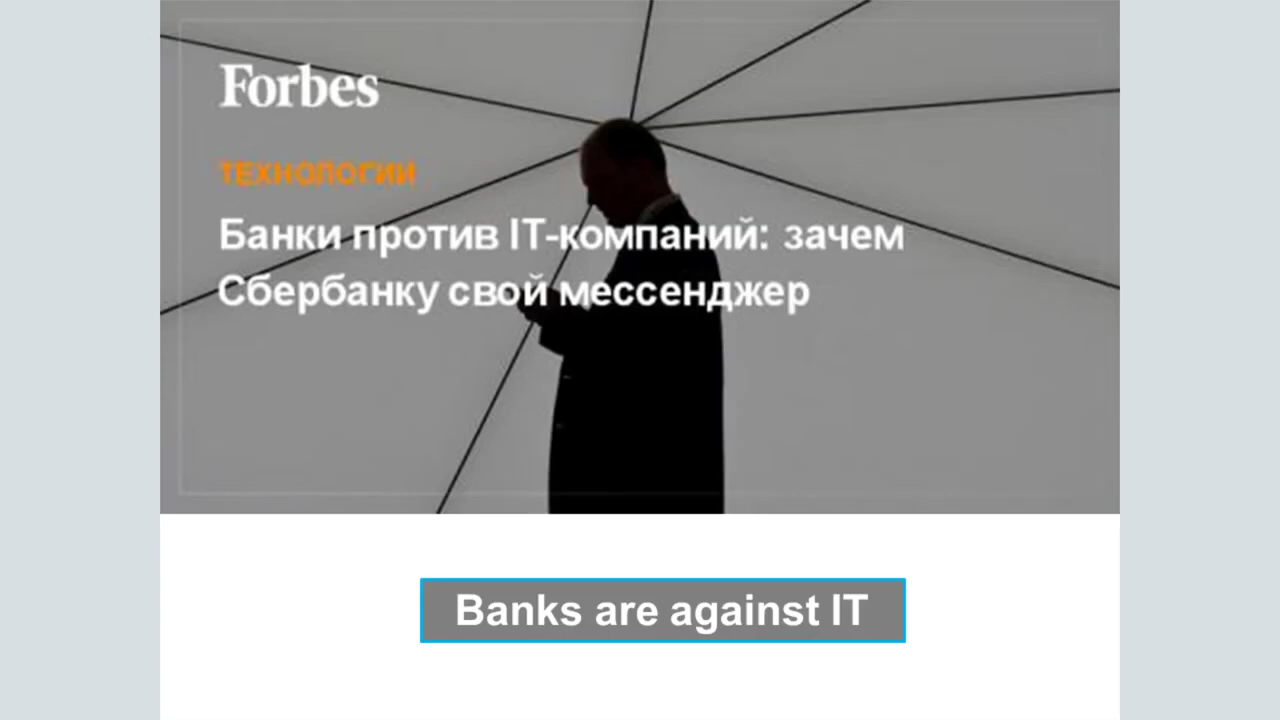 Forbes
ТЕХНОЛОГИИ
Банки против IT-компаний: зачем
Сбербанку свой мессенджер
Banks are against IT